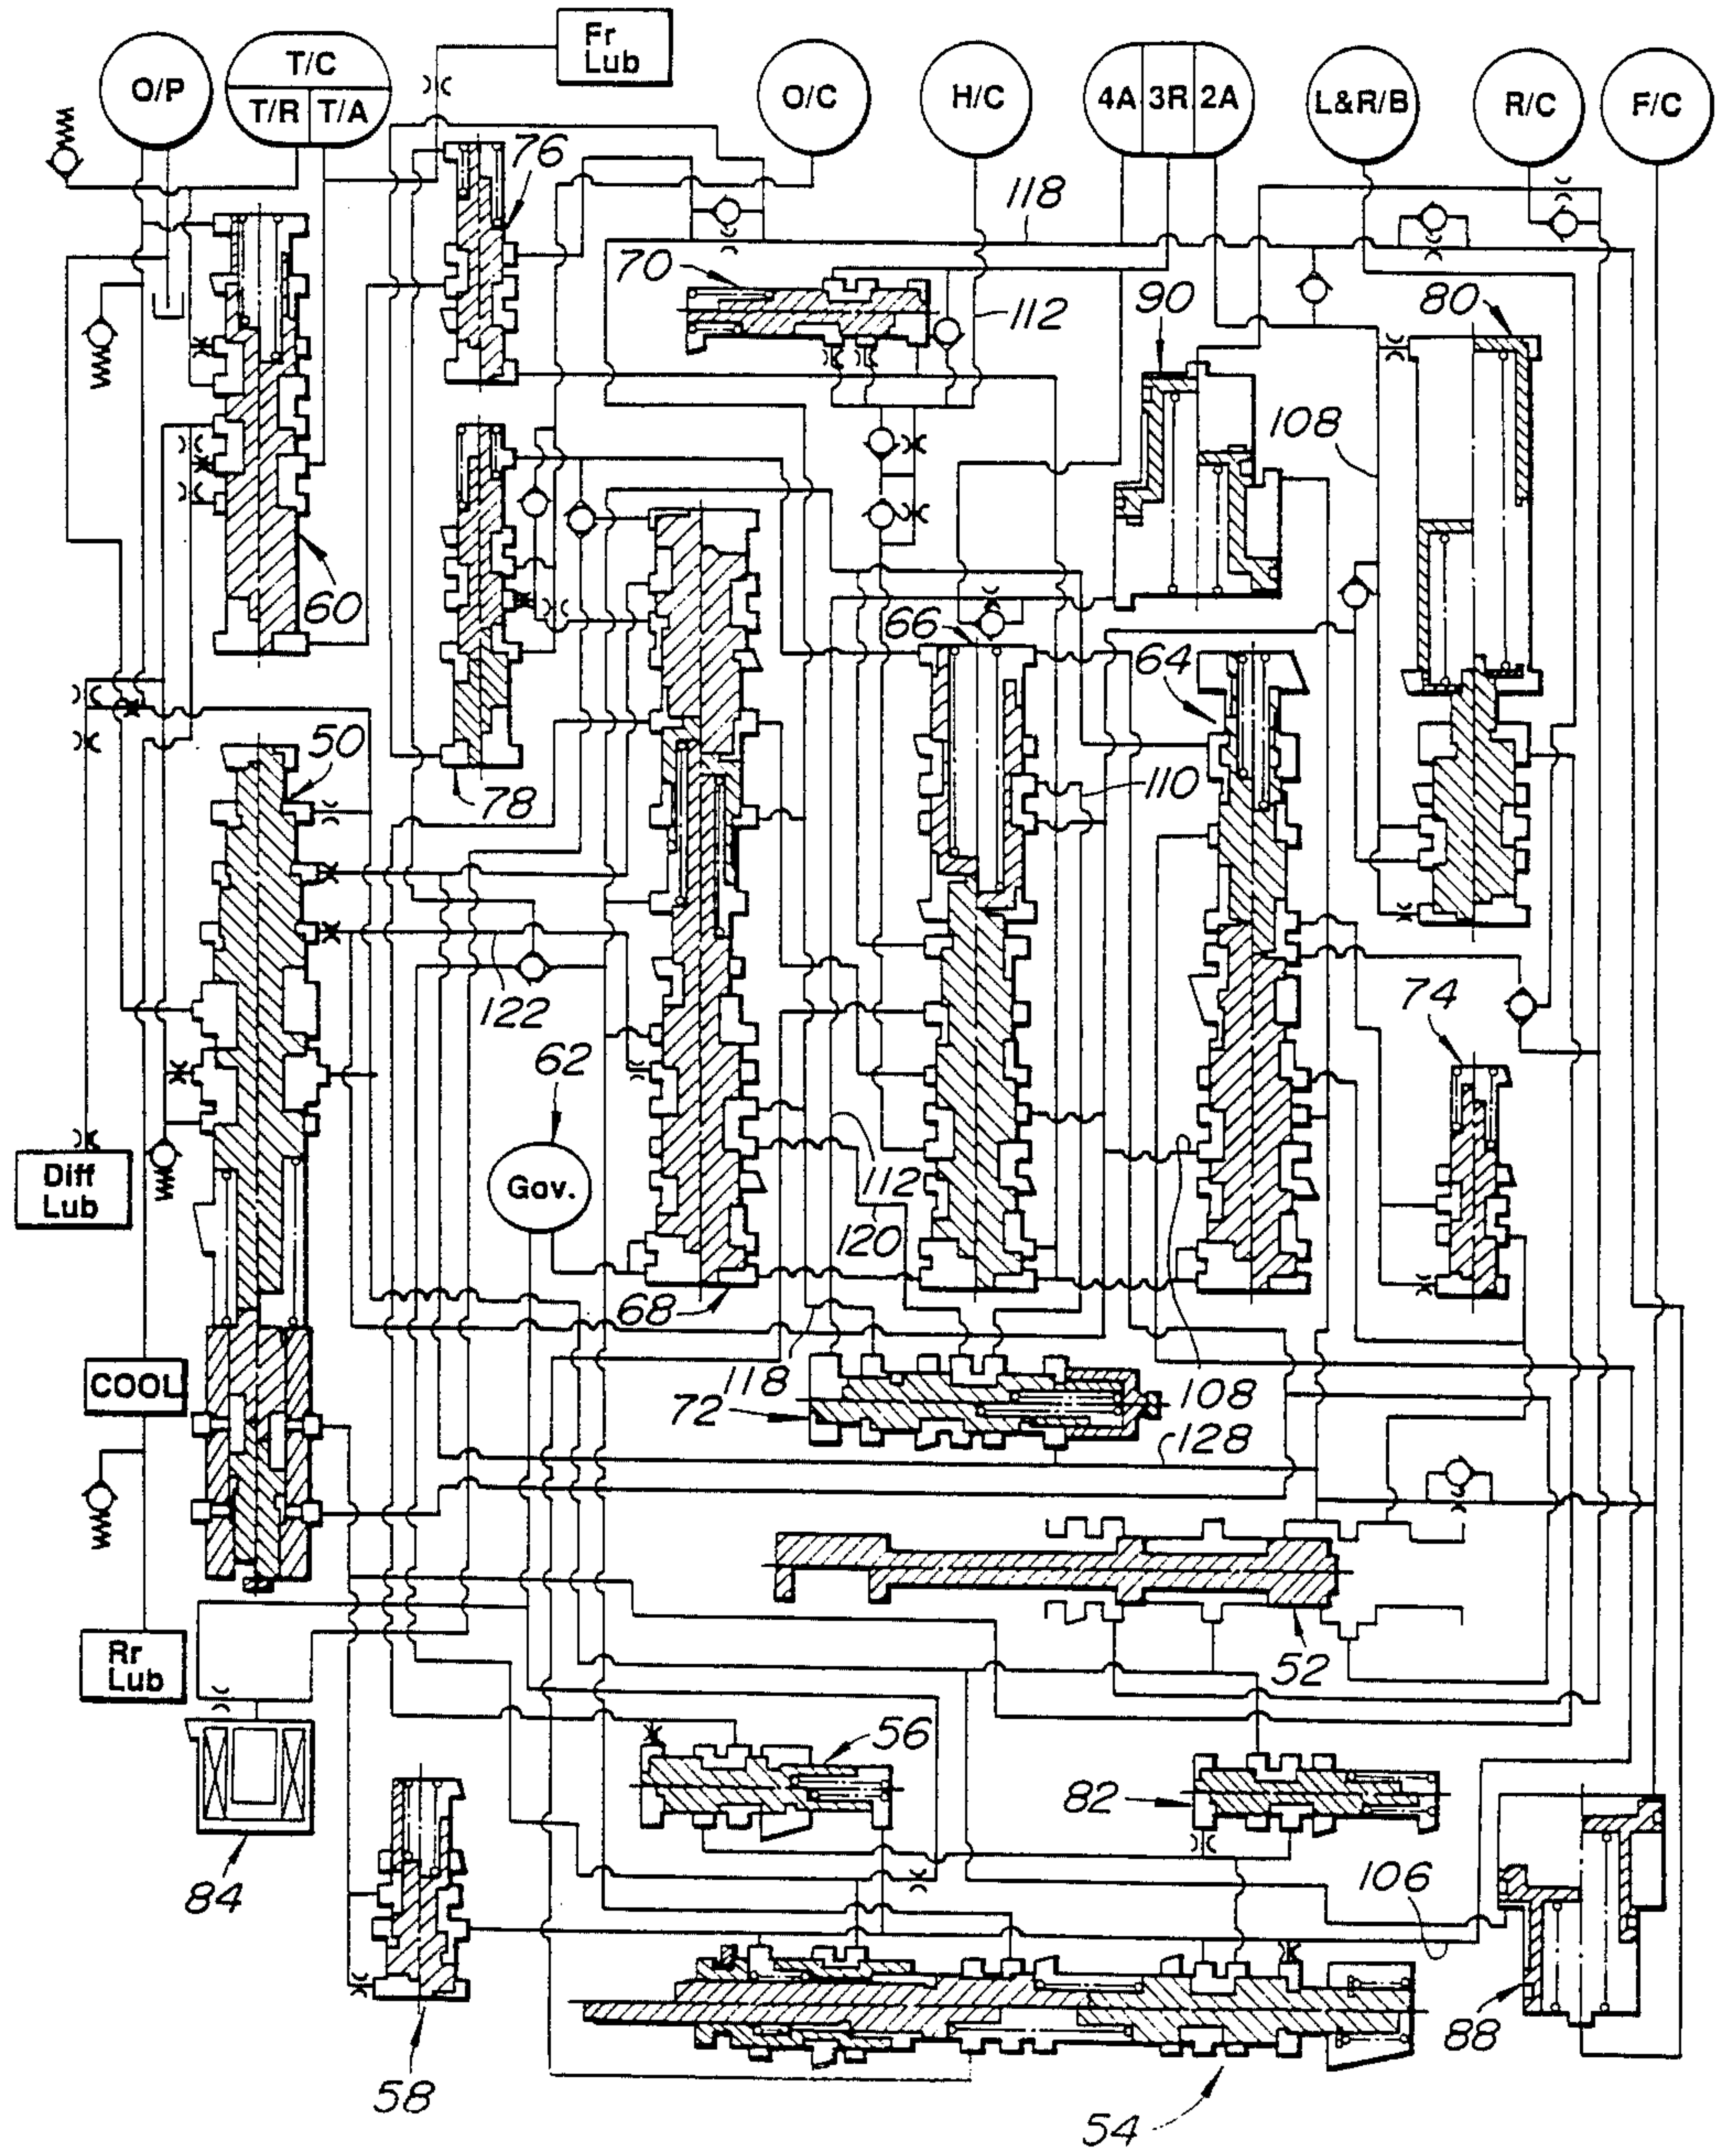 Fr
Lub
O/P
T/C
T/R T/A
O/C
H/C
4A 3R 2A
L&R/B
R/C
F/C
76
118
70
112
90
80
108
60
66
64
50
78
110
122
74
62
Gov.
Diff
Lub
112
120
68
118
108
COOL
72
128
Rr
Lub
52
56
82
84
106
88
58
54